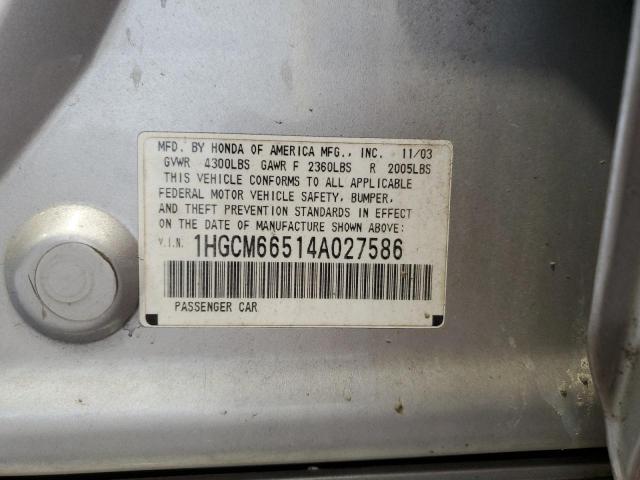 MFD. BY HONDA OF AMERICA MFG., INC. 11/03
GVWR 4300LBS GAWR F 2360LBS R 2005LBS
THIS VEHICLE CONFORMS TO ALL APPLICABLE
FEDERAL MOTOR VEHICLE SAFETY, BUMPER,
AND THEFT PREVENTION STANDARDS IN EFFECT
ON THE DATE OF MANUFACTURE SHOWN ABOVE:
V.I.N. 1HGCM66514A027586
PASSENGER CAR